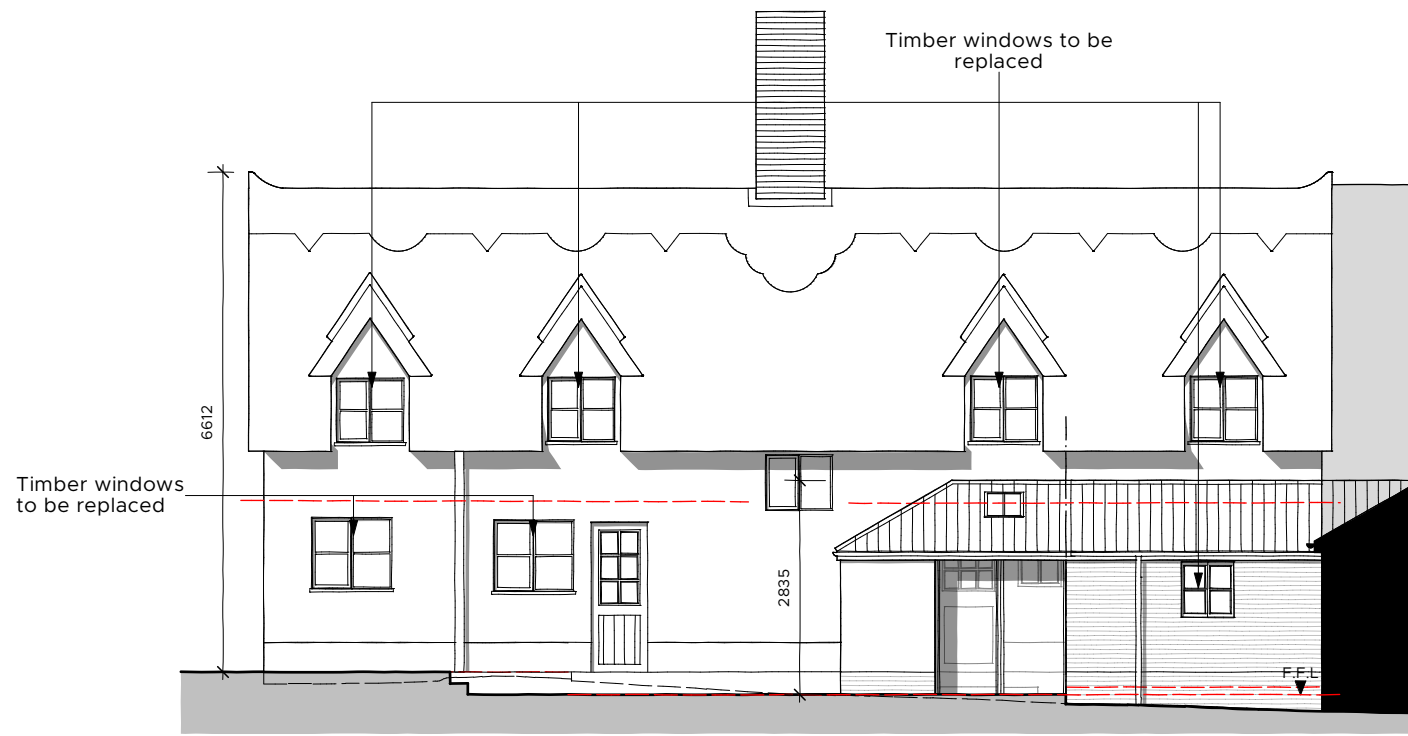 Timber windows to be
replaced
6612
Timber windows
to be replaced
2835
F.F.L